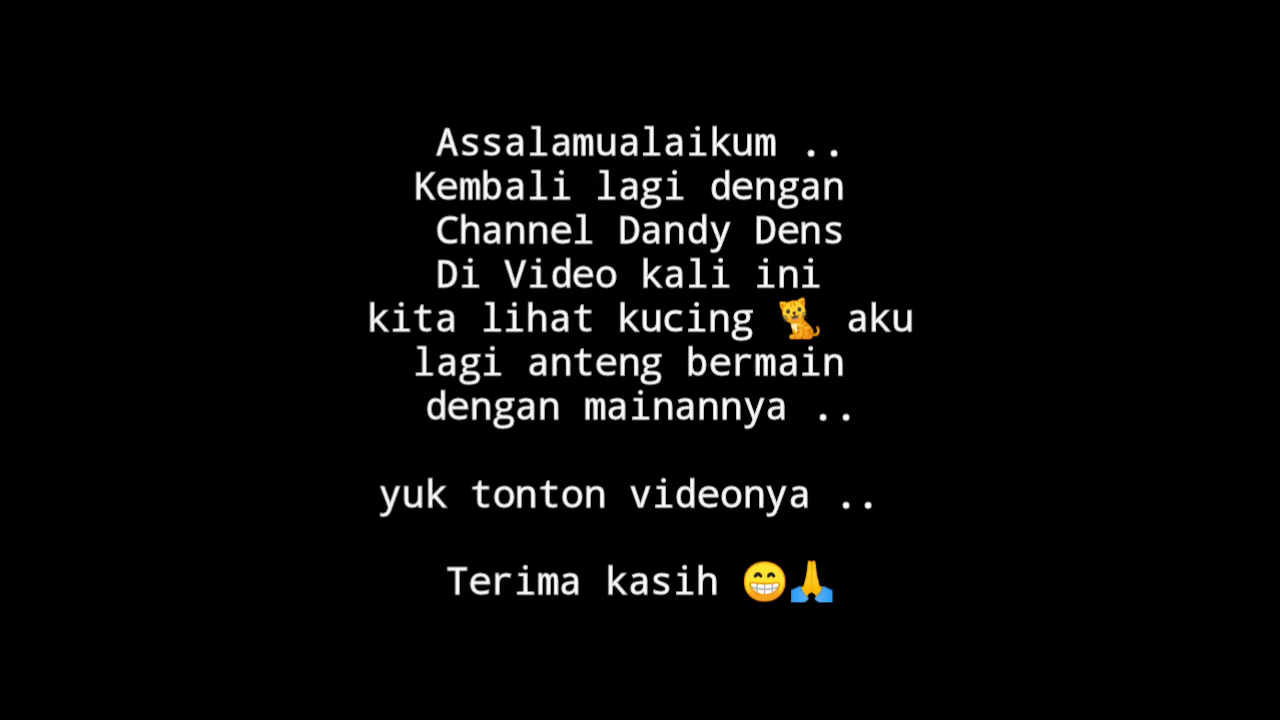 Assalamualaikum ..
Kembali lagi dengan
Channel Dandy Dens
Di Video kali ini
kita lihat kucing 🐈 aku
lagi anteng bermain
dengan mainannya ..
yuk tonton videonya ..
Terima kasih 😁🙏